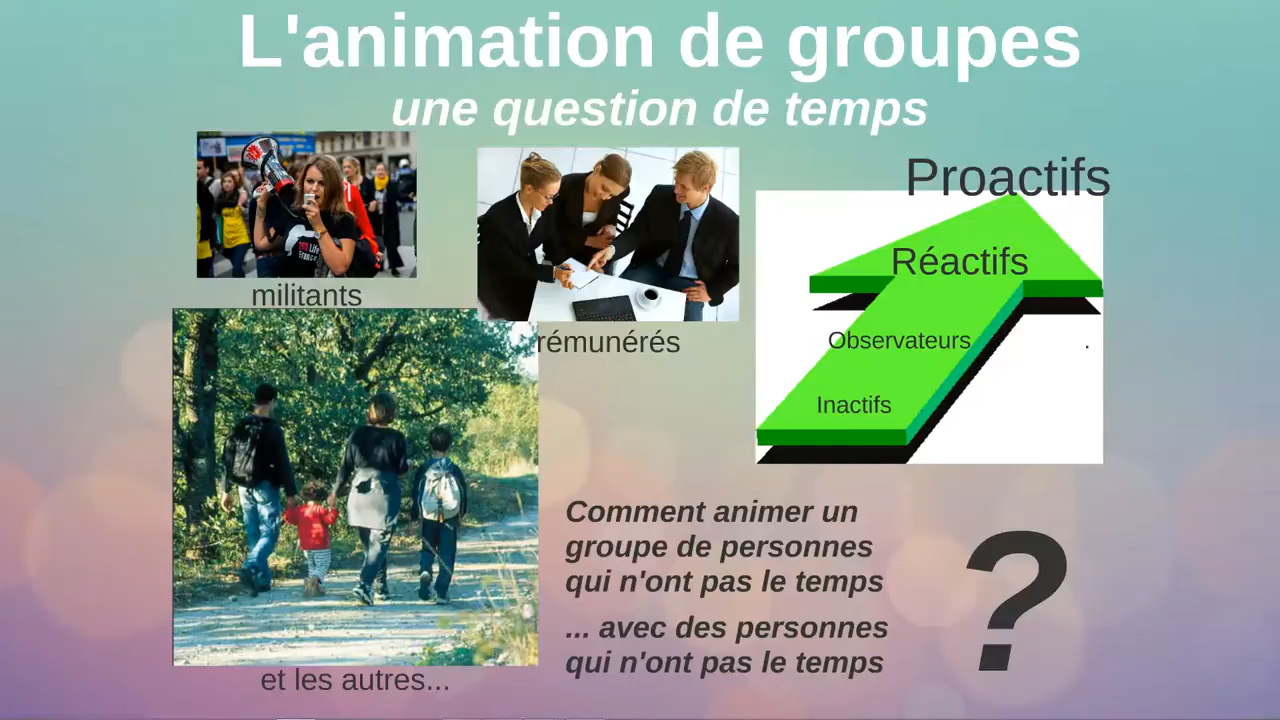 L'animation de groupes
une question de temps
militants
rémunérés
et les autres...
Proactifs
Réactifs
Observateurs
.
Inactifs
Comment animer un
groupe de personnes
qui n'ont pas le temps
... avec des personnes
qui n'ont pas le temps
?